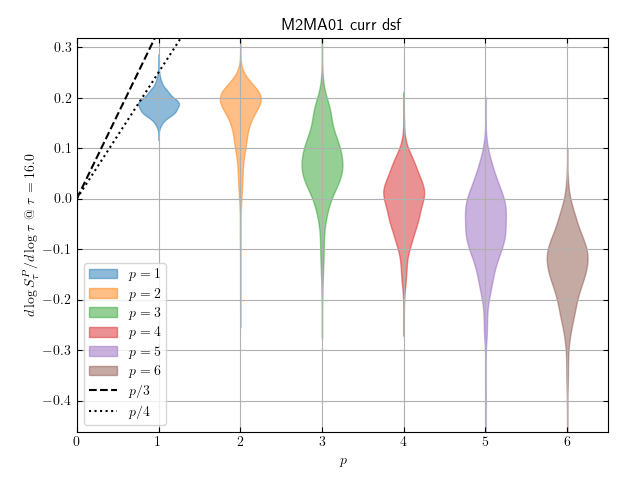 M2MA01 curr dsf
d log S_τ^P / d log τ @ τ = 16.0
0.3
0.2
0.1
0.0
−0.1
−0.2
−0.3
−0.4
p = 1
p = 2
p = 3
p = 4
p = 5
p = 6
p/3
p/4
0 1 2 3 4 5 6
p